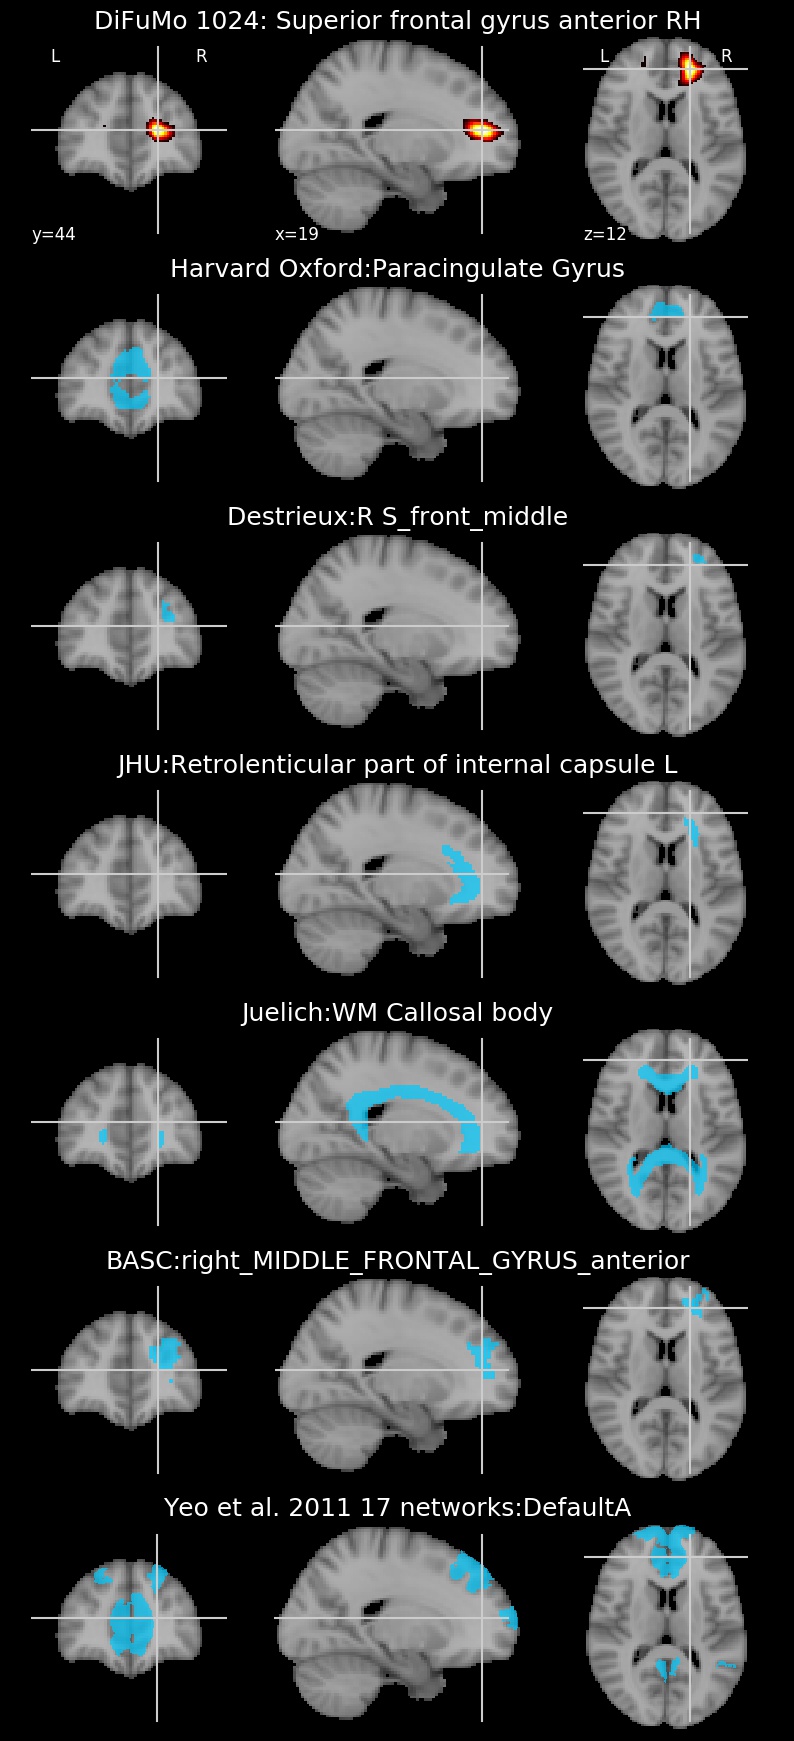 DiFuMo 1024: Superior frontal gyrus anterior RH
L R L R
y=44 x=19 z=12
Harvard Oxford:Paracingulate Gyrus
Destrieux:R S_front_middle
JHU:Retrolenticular part of internal capsule L
Juelich:WM Callosal body
BASC:right_MIDDLE_FRONTAL_GYRUS_anterior
Yeo et al. 2011 17 networks:DefaultA